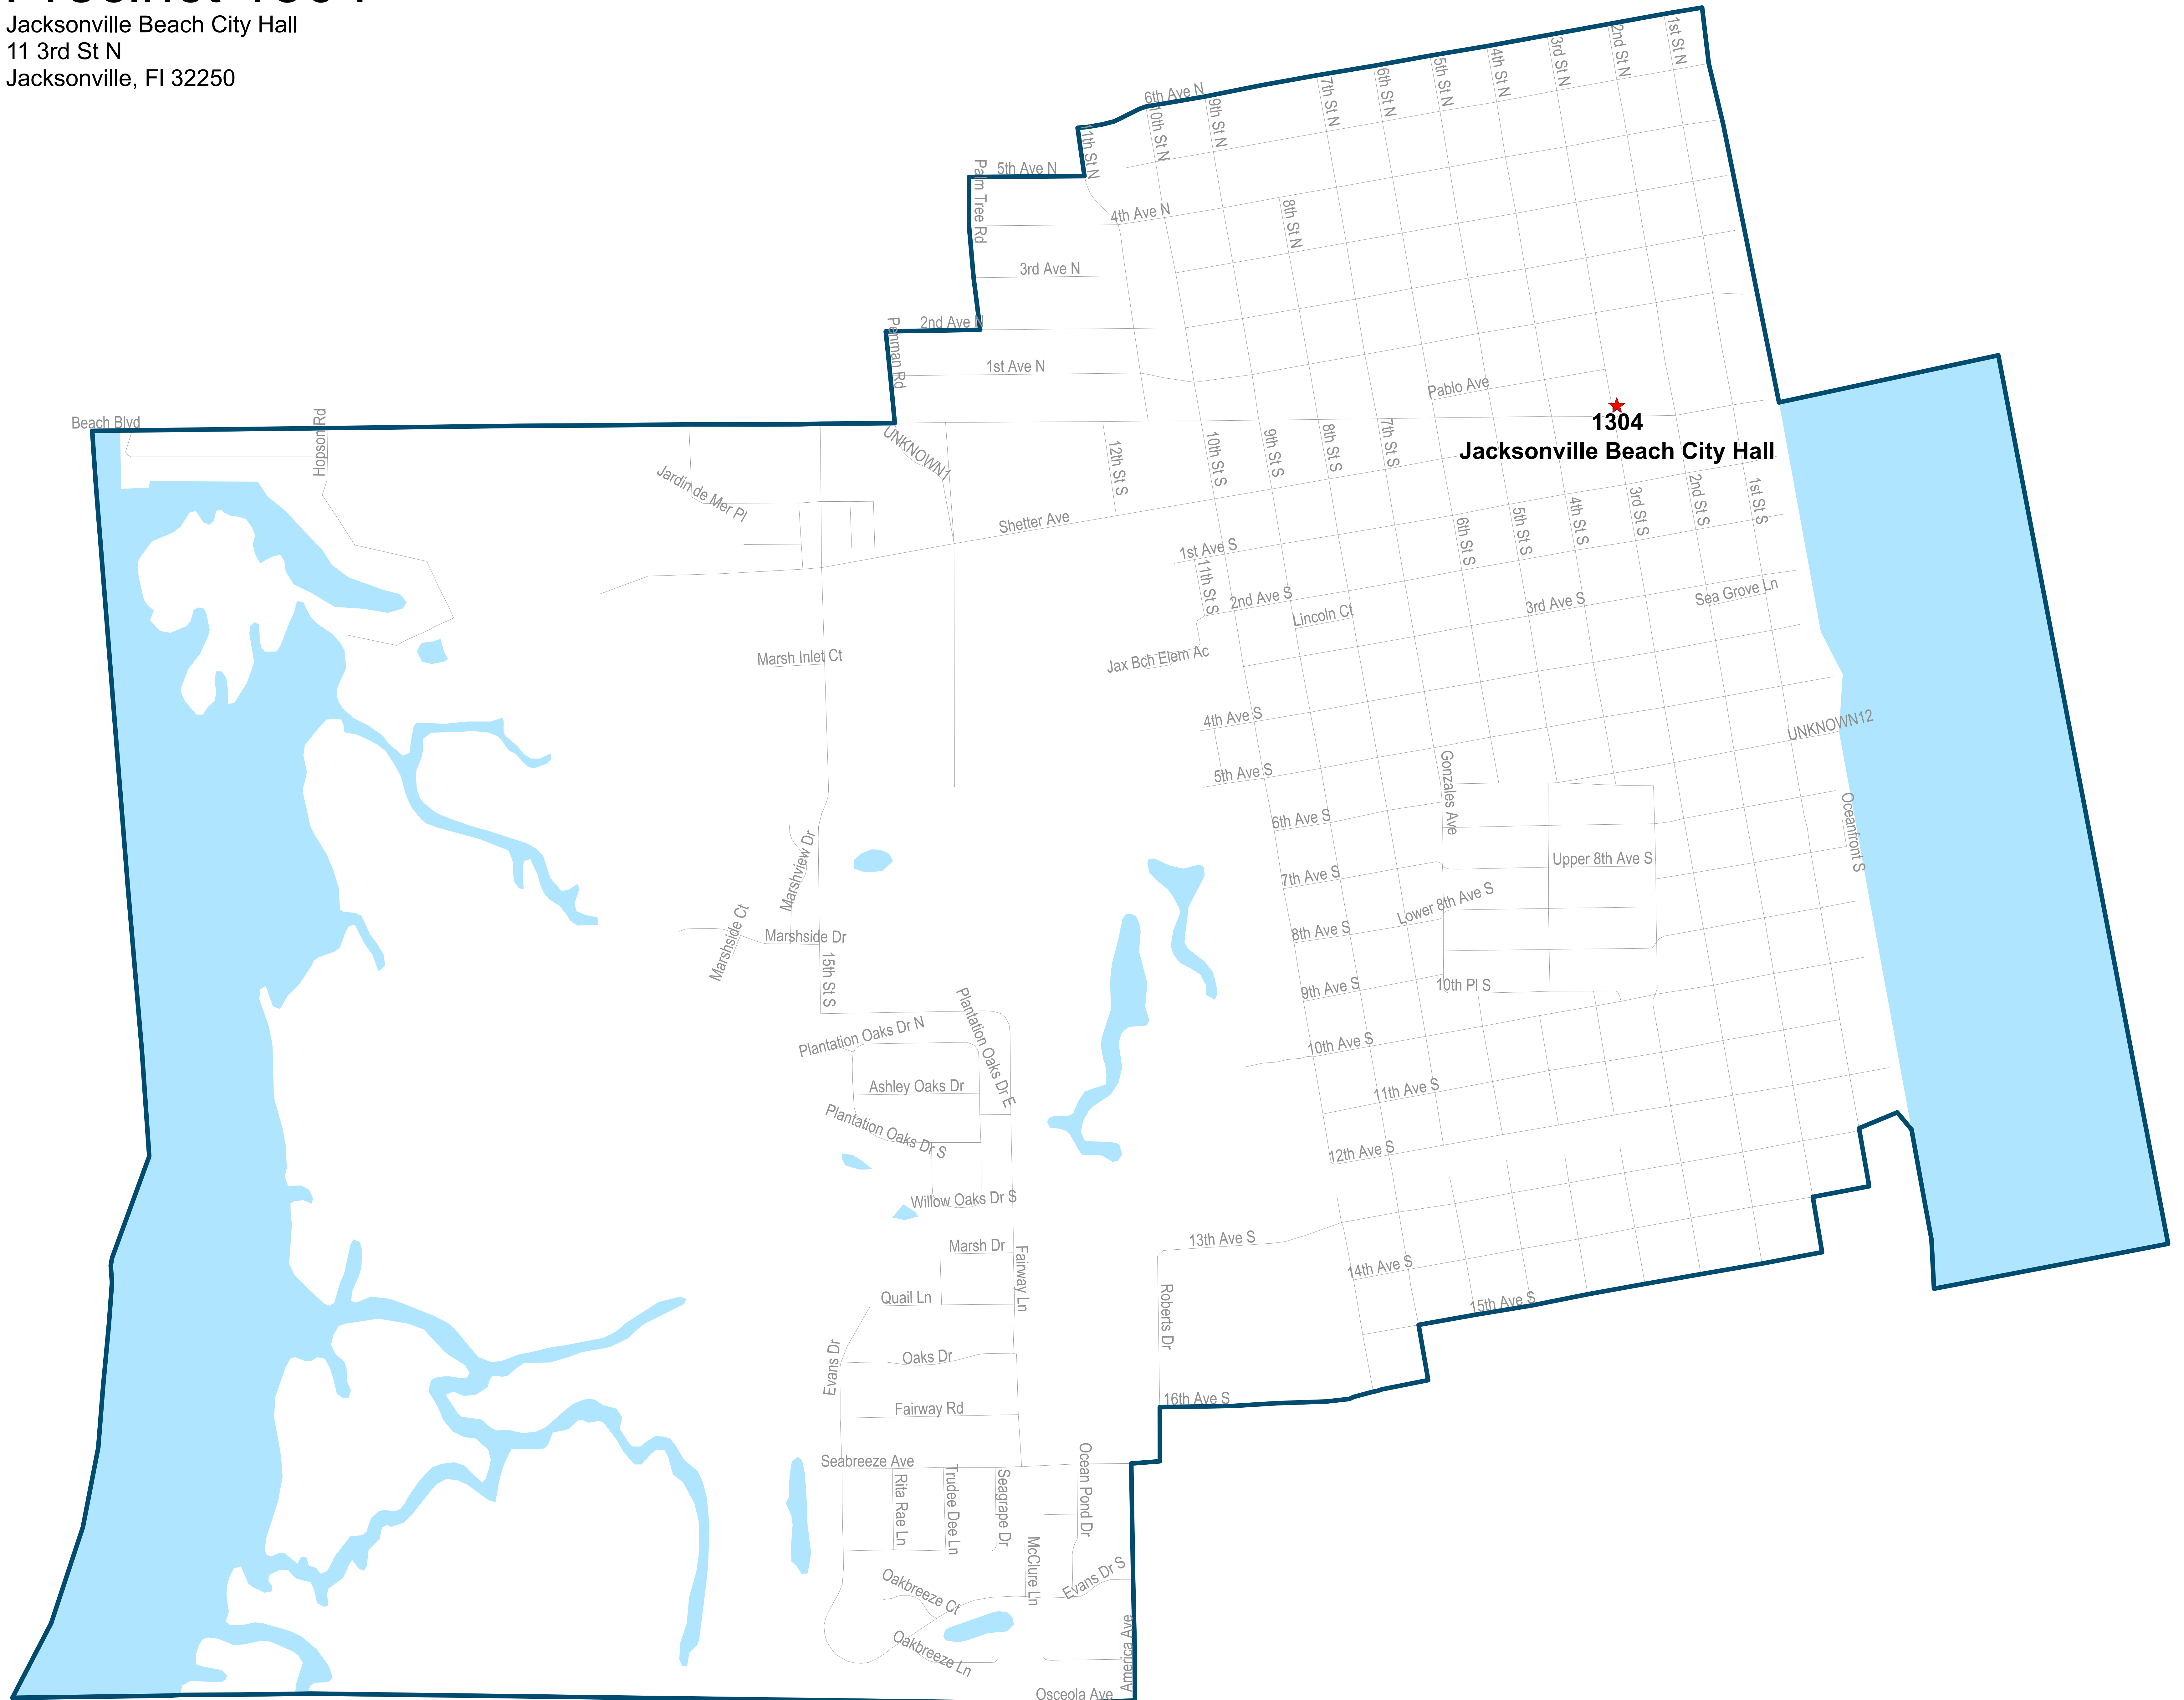 Precinct 1304
Jacksonville Beach City Hall
11 3rd St N
Jacksonville, Fl 32250
1st St N
2nd St N
3rd St N
4th St N
5th St N
6th St N
7th St N
6th Ave N
9th St N
10th St N
11th St N
5th Ave N
Palm Tree Rd
4th Ave N
8th St N
3rd Ave N
2nd Ave N
Penman Rd
1st Ave N
Pablo Ave
1304
Jacksonville Beach City Hall
Beach Blvd
Hopson Rd
UNKNOWN1
Jardin de Mer Pl
12th St S
10th St S
9th St S
8th St S
7th St S
Shetter Ave
6th St S
5th St S
4th St S
3rd St S
2nd St S
1st St S
1st Ave S
11th St S
2nd Ave S
Lincoln Ct
3rd Ave S
Sea Grove Ln
Marsh Inlet Ct
Jax Bch Elem Ac
4th Ave S
UNKNOWN12
5th Ave S
Gonzales Ave
6th Ave S
Oceanfront S
Marshview Dr
Upper 8th Ave S
7th Ave S
Lower 8th Ave S
8th Ave S
Marshside Ct
Marshside Dr
15th St S
9th Ave S
10th Pl S
Plantation Oaks Dr N
Plantation Oaks Dr E
10th Ave S
Ashley Oaks Dr
11th Ave S
Plantation Oaks Dr S
12th Ave S
Willow Oaks Dr S
Marsh Dr
Fairway Ln
13th Ave S
14th Ave S
Quail Ln
Roberts Dr
15th Ave S
Evans Dr
Oaks Dr
16th Ave S
Fairway Rd
Seabreeze Ave
Rita Rae Ln
Trudee Dee Ln
Seagrape Dr
Ocean Pond Dr
McClure Ln
Evans Dr S
Oakbreeze Ct
Oakbreeze Ln
America Ave
Osceola Ave